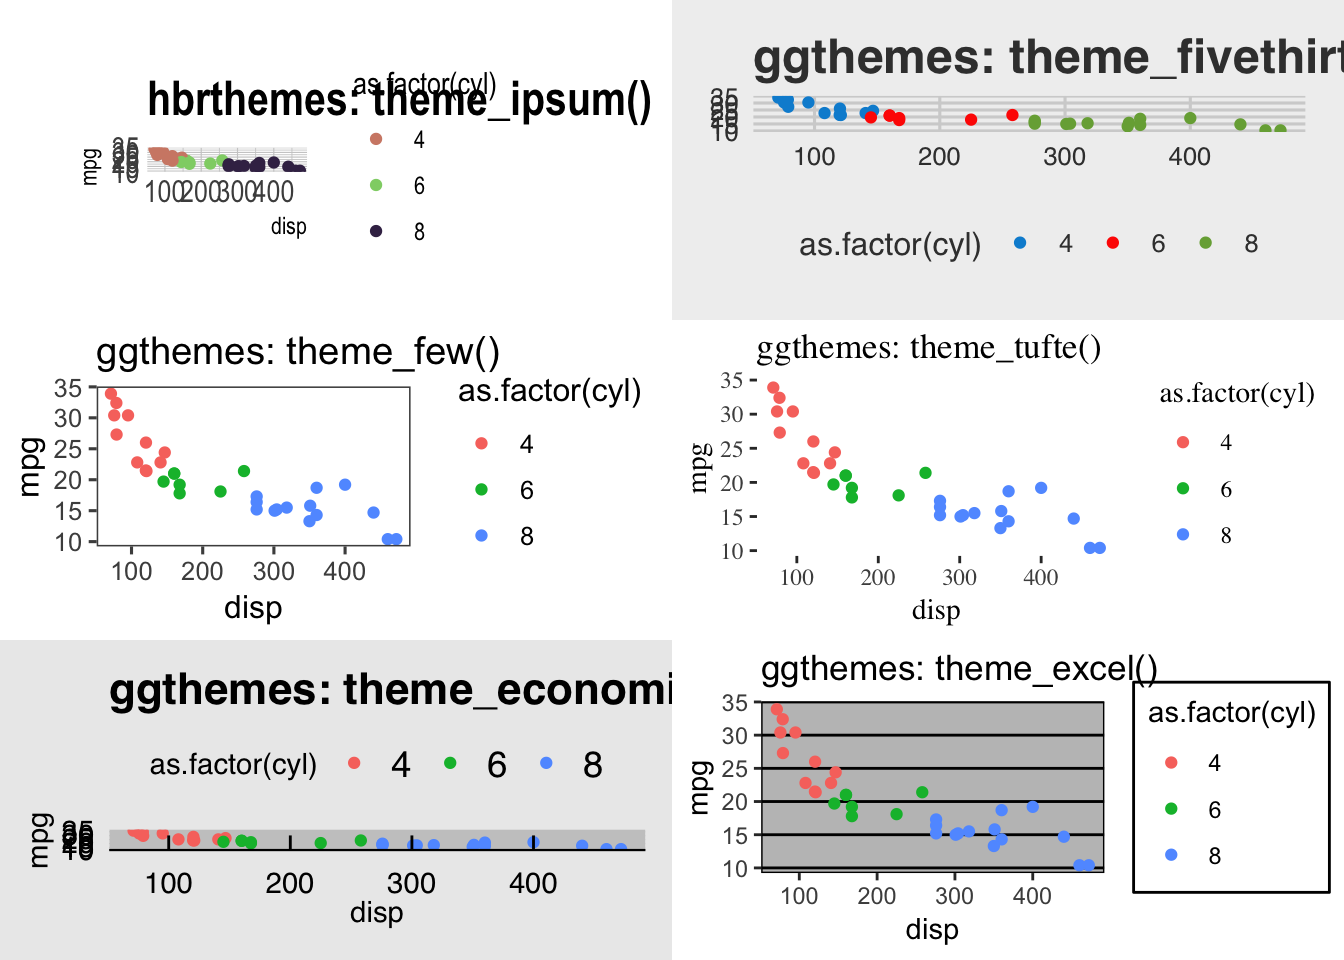 hbrthemes: theme_ipsum()
as.factor(cyl)
4
6
8
mpg
100 200 300 400
disp
ggthemes: theme_fivethirt
100 200 300 400
as.factor(cyl) 4 6 8
ggthemes: theme_few()
as.factor(cyl)
4
6
8
mpg
35
30
25
20
15
10
100 200 300 400
disp
ggthemes: theme_tufte()
as.factor(cyl)
4
6
8
mpg
35
30
25
20
15
10
100 200 300 400
disp
ggthemes: theme_economi
as.factor(cyl) 4 6 8
mpg
100 200 300 400
disp
ggthemes: theme_excel()
as.factor(cyl)
4
6
8
mpg
35
30
25
20
15
10
100 200 300 400
disp